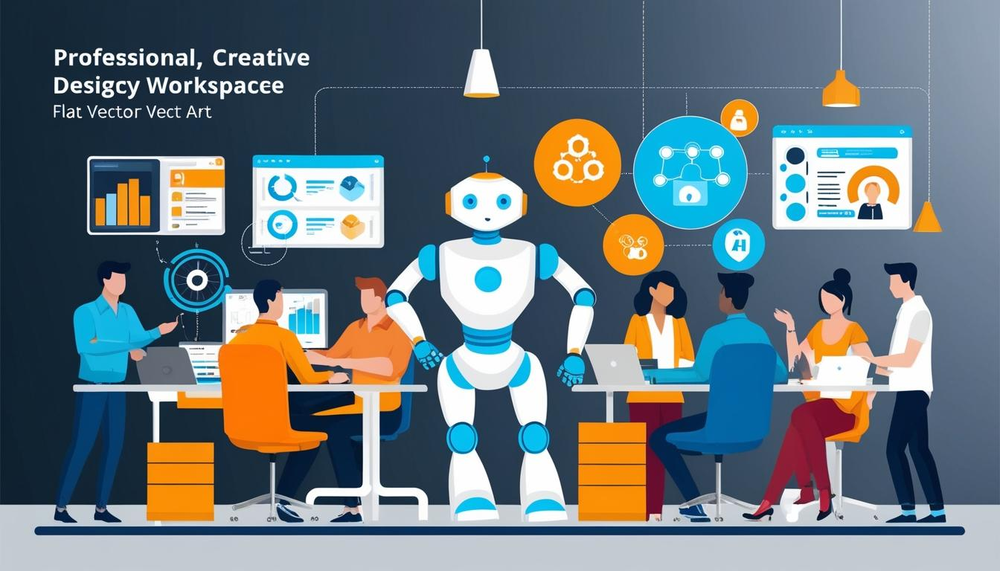 Professional, Creative
Desigcy Workspacee
Flat Vector Vect Art